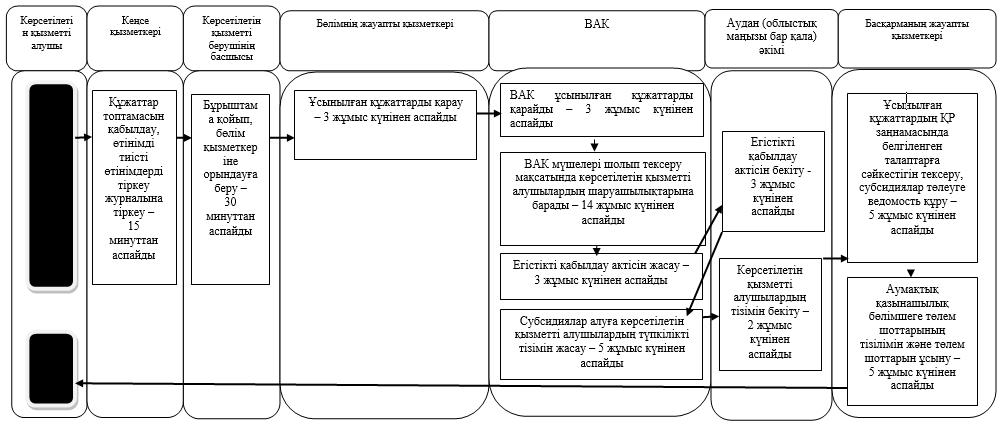 Көрсетілеті
н қызметті
алушы
Кеңсе
қызметкері
Көрсетілетін
қызметті
берушінің
басшысы
Бөлімнің жауапты қызметкері
ВАК
Аудан (облыстық
маңызы бар қала)
әкімі
Басқарманың жауапты
қызметкері
Құжаттар
топтамасын
қабылдау,
өтінімді
тиісті
өтінімдерді
тіркеу
журналына
тіркеу –
15
минуттан
аспайды
Бұрыштам
а қойып,
бөлім
қызметкер
іне
орындауға
беру –
30
минуттан
аспайды
Ұсынылған құжаттарды қарау
– 3 жұмыс күнінен аспайды
ВАК ұсынылған құжаттарды
қарайды – 3 жұмыс күнінен
аспайды
ВАК мүшелері шолып тексеру
мақсатында көрсетілетін қызметті
алушылардың шаруашылықтарына
барады – 14 жұмыс күнінен
аспайды
Егістікті қабылдау актісін жасау –
3 жұмыс күнінен аспайды
Субсидиялар алуға көрсетілетін
қызметті алушылардың түпкілікті
тізімін жасау – 5 жұмыс күнінен
аспайды
Егістікті
қабылдау
актісін бекіту -
3 жұмыс
күнінен
аспайды
Көрсетілетін
қызметті
алушылардың
тізімін бекіту –
2 жұмыс
күнінен
аспайды
Ұсынылған
құжаттардың ҚР
заңнамасында
белгіленген
талаптарға
сәйкестігін тексеру,
субсидиялар төлеуге
ведомость құру –
5 жұмыс күнінен
аспайды
Аумақтық
қазынашылық
бөлімшеге төлем
шоттарының
тізілімін және төлем
шоттарын ұсыну –
5 жұмыс күнінен
аспайды